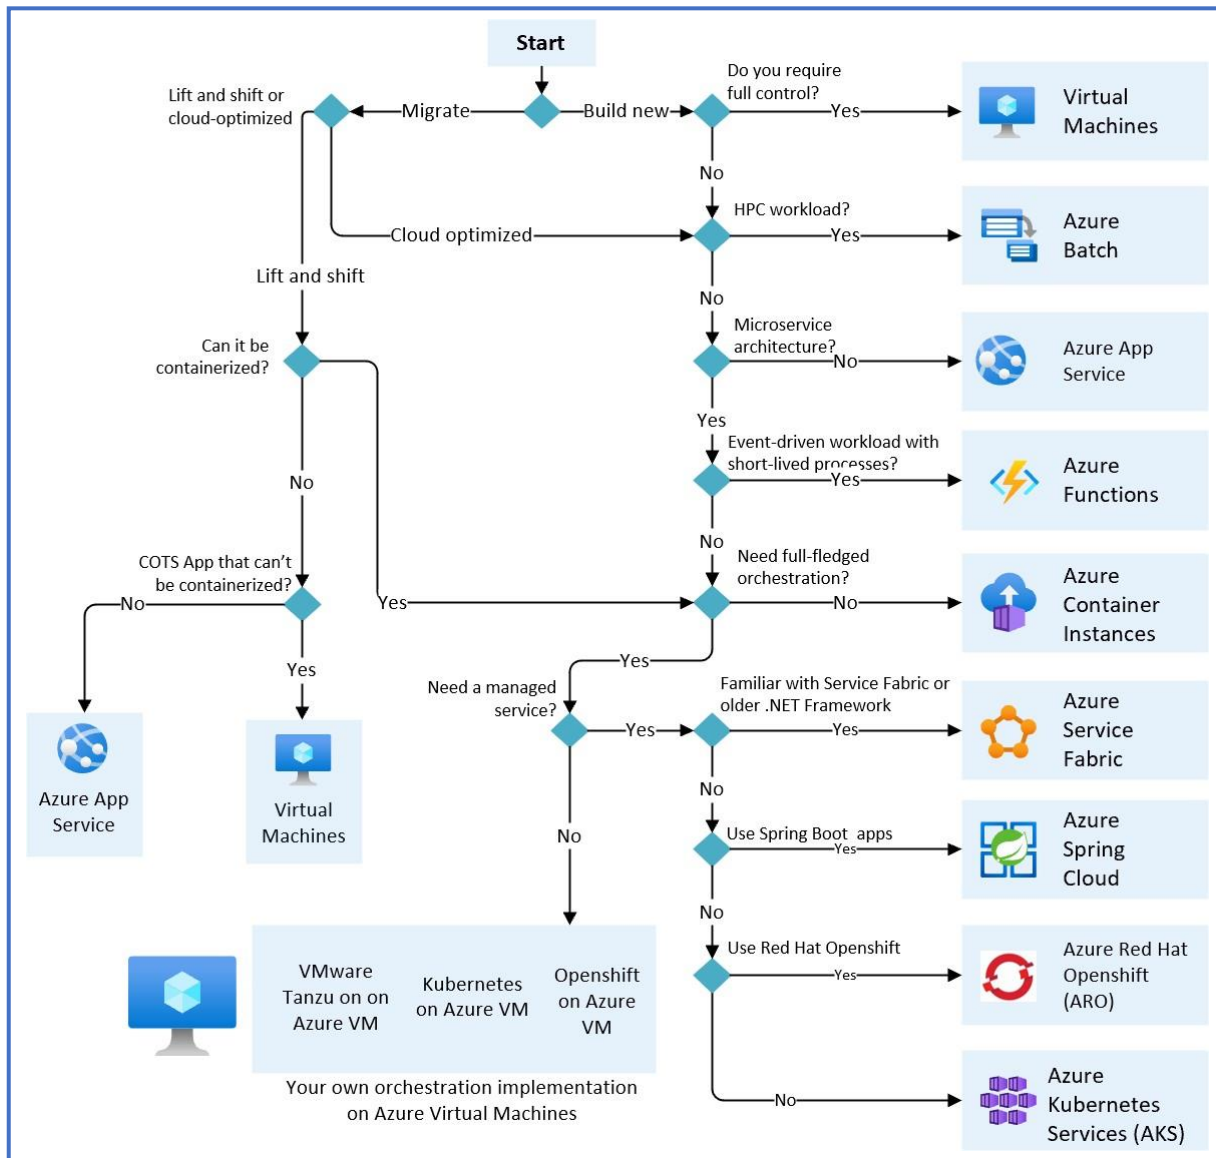 Start
Do you require
full control?
Lift and shift or
cloud-optimized
Migrate
Build new
Yes
Virtual
Machines
No
HPC workload?
Cloud optimized
Yes
Azure
Batch
Lift and shift
No
Microservice
architecture?
Can it be
containerized?
No
Azure App
Service
Yes
Event-driven workload with
short-lived processes?
Yes
Azure
Functions
No
No
Need full-fledged
orchestration?
COTS App that can't
be containerized?
No
Yes
No
Azure
Container
Instances
Yes
Yes
Need a managed
service?
Familiar with Service Fabric or
older .NET Framework
Yes
Yes
Azure
Service
Fabric
Azure App
Service
Virtual
Machines
No
No
Use Spring Boot apps
Yes
Azure
Spring
Cloud
No
Use Red Hat Openshift
Yes
Azure Red Hat
Openshift
(ARO)
VMware
Tanzu on on
Azure VM
Kubernetes
on Azure VM
Openshift
on Azure
VM
Your own orchestration implementation
on Azure Virtual Machines
No
Azure
Kubernetes
Services (AKS)